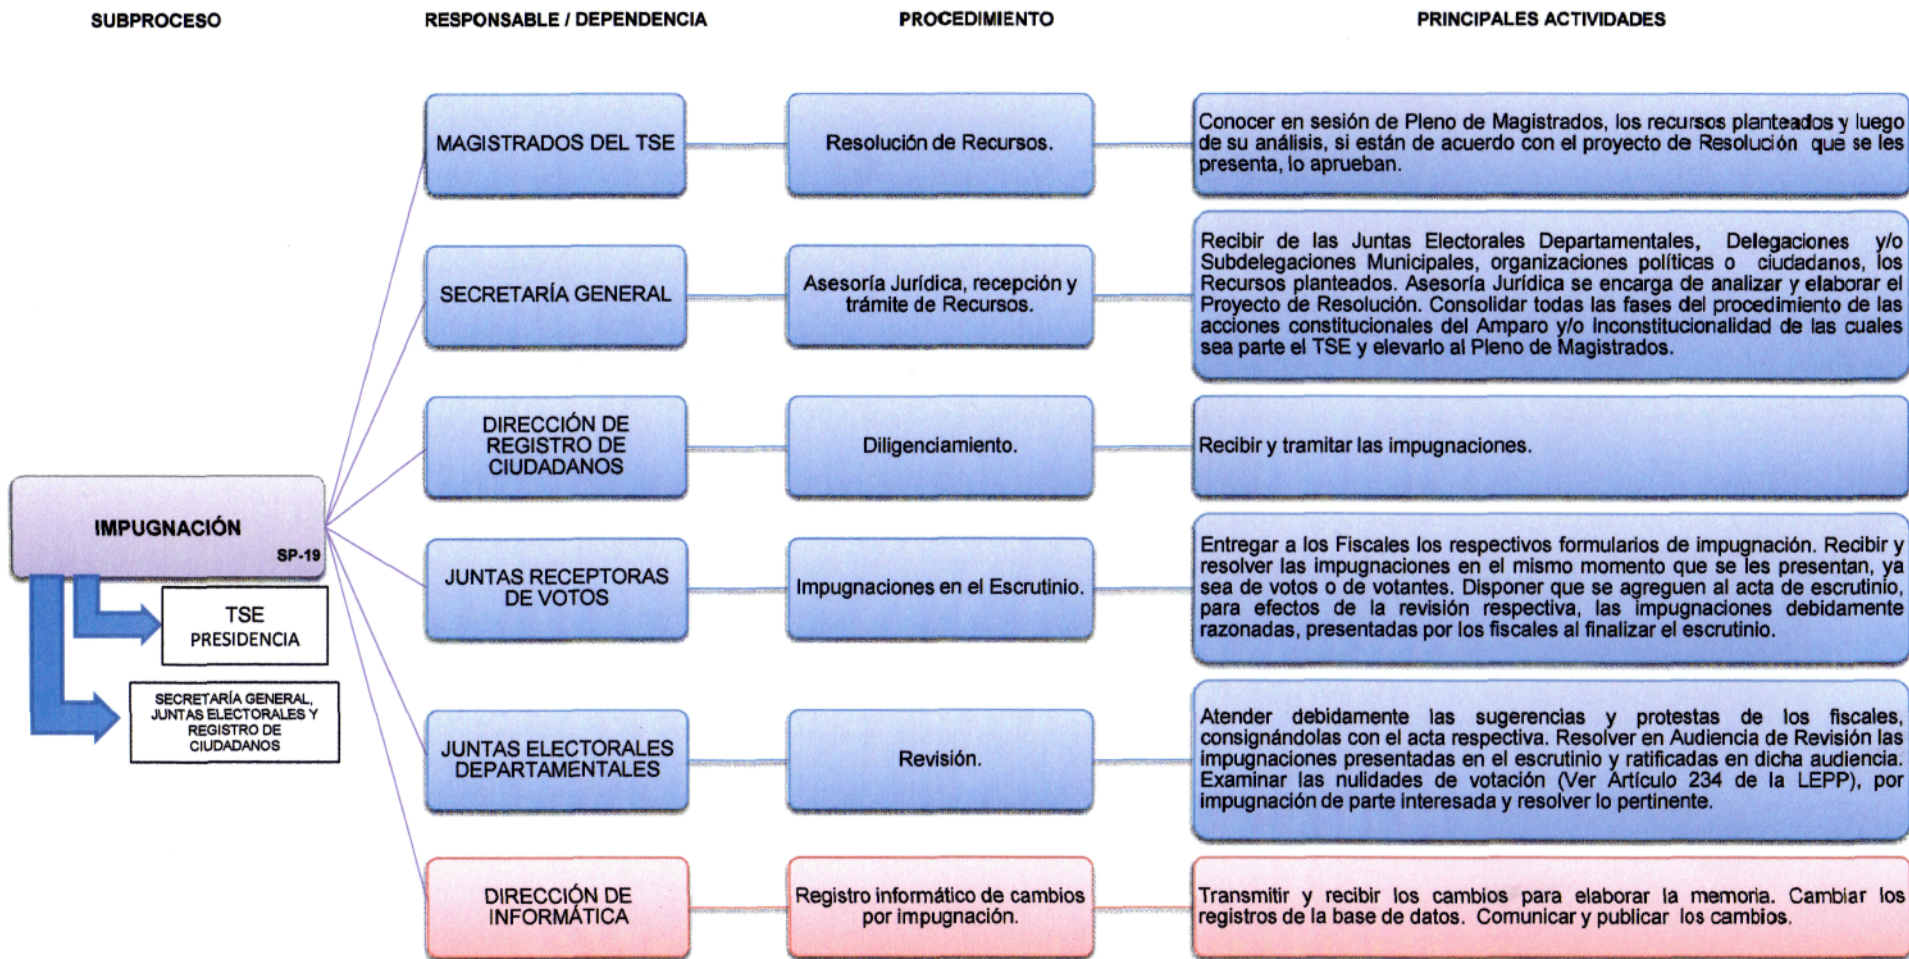 SUBPROCESO
RESPONSABLE / DEPENDENCIA
PROCEDIMIENTO
PRINCIPALES ACTIVIDADES
IMPUGNACIÓN
SP-19
TSE
PRESIDENCIA
SECRETARÍA GENERAL,
JUNTAS ELECTORALES Y
REGISTRO DE
CIUDADANOS
MAGISTRADOS DEL TSE
Resolución de Recursos.
Conocer en sesión de Pleno de Magistrados, los recursos planteados y luego
de su análisis, si están de acuerdo con el proyecto de Resolución que se les
presenta, lo aprueban.
SECRETARÍA GENERAL
Asesoría Jurídica, recepción y
trámite de Recursos.
Recibir de las Juntas Electorales Departamentales, Delegaciones y/o
Subdelegaciones Municipales, organizaciones políticas o ciudadanos, los
Recursos planteados. Asesoría Jurídica se encarga de analizar y elaborar el
Proyecto de Resolución. Consolidar todas las fases del procedimiento de las
acciones constitucionales del Amparo y/o Inconstitucionalidad de las cuales
sea parte el TSE y elevarlo al Pleno de Magistrados.
DIRECCIÓN DE
REGISTRO DE
CIUDADANOS
Diligenciamiento.
Recibir y tramitar las impugnaciones.
JUNTAS RECEPTORAS
DE VOTOS
Impugnaciones en el Escrutinio.
Entregar a los Fiscales los respectivos formularios de impugnación. Recibir y
resolver las impugnaciones en el mismo momento que se les presentan, ya
sea de votos o de votantes. Disponer que se agreguen al acta de escrutinio,
para efectos de la revisión respectiva, las impugnaciones debidamente
razonadas, presentadas por los fiscales al finalizar el escrutinio.
JUNTAS ELECTORALES
DEPARTAMENTALES
Revisión.
Atender debidamente las sugerencias y protestas de los fiscales,
consignándolas con el acta respectiva. Resolver en Audiencia de Revisión las
impugnaciones presentadas en el escrutinio y ratificadas en dicha audiencia.
Examinar las nulidades de votación (Ver Artículo 234 de la LEPP), por
impugnación de parte interesada y resolver lo pertinente.
DIRECCIÓN DE
INFORMÁTICA
Registro informático de cambios
por impugnación.
Transmitir y recibir los cambios para elaborar la memoria. Cambiar los
registros de la base de datos. Comunicar y publicar los cambios.